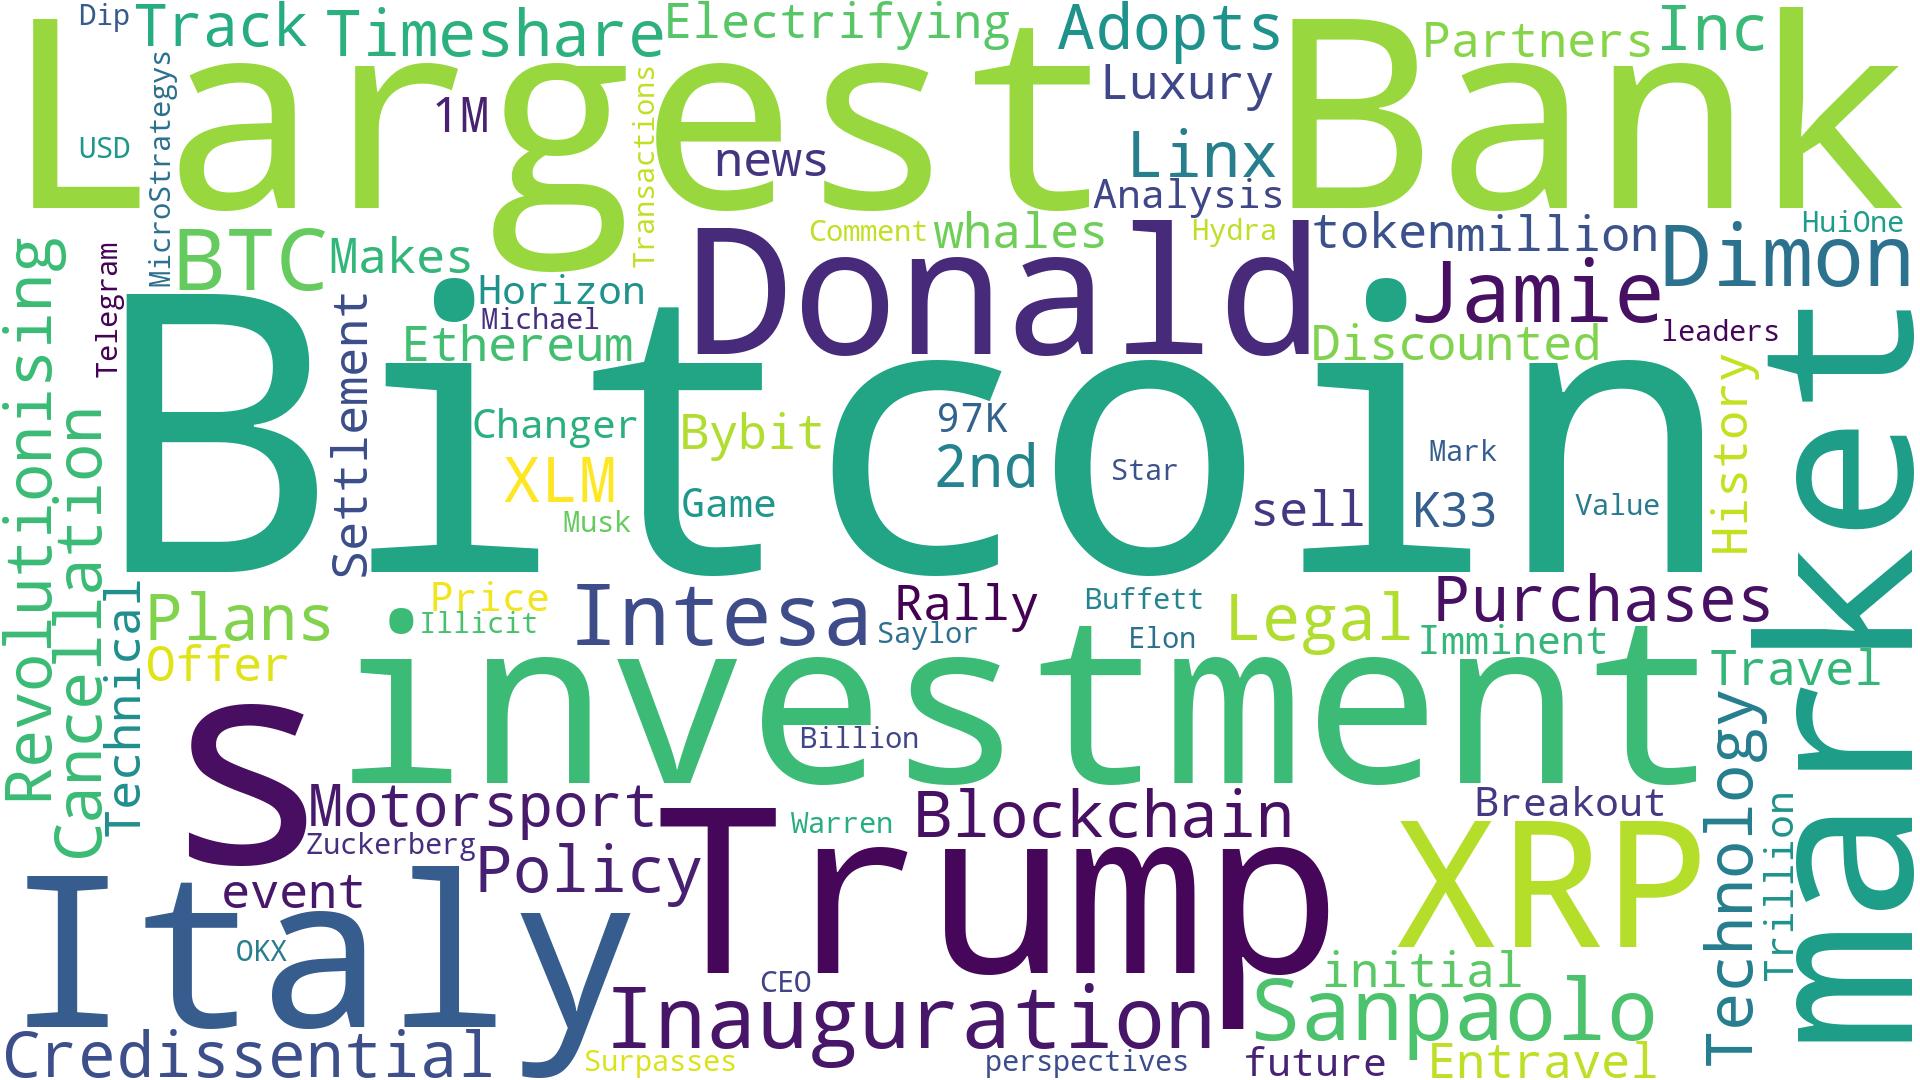 Dip
Track
Timeshare
Electrifying
Adopts
Partners
Inc
Largest
Bank
1M
Luxury
USD
MicroStrategys
Transactions
news
Linx
Analysis
BTC
Makes
Comment
whales
Hydra
token
million
HuiOne
Dimon
Telegram
Donald
Jamie
Horizon
Michael
Ethereum
Discounted
leaders
Revolutionising
Cancellation
Settlement
Bitcoin
Changer
Bybit
97K
2nd
Star
Mark
History
market
XLM
Game
Musk
sell
K33
Value
Technical
Plans
Price
Illicit
Intesa
Rally
Saylor
Buffett
Elon
Legal
Purchases
Imminent
Offer
investment
Travel
s
Billion
Motorsport
Zuckerberg
Warren
Blockchain
Breakout
Technology
Trillion
Policy
Trump
XRP
event
Italy
OKX
CEO
initial
Inauguration
Sanpaolo
Credissential
Surpasses
perspectives
future
Entravel